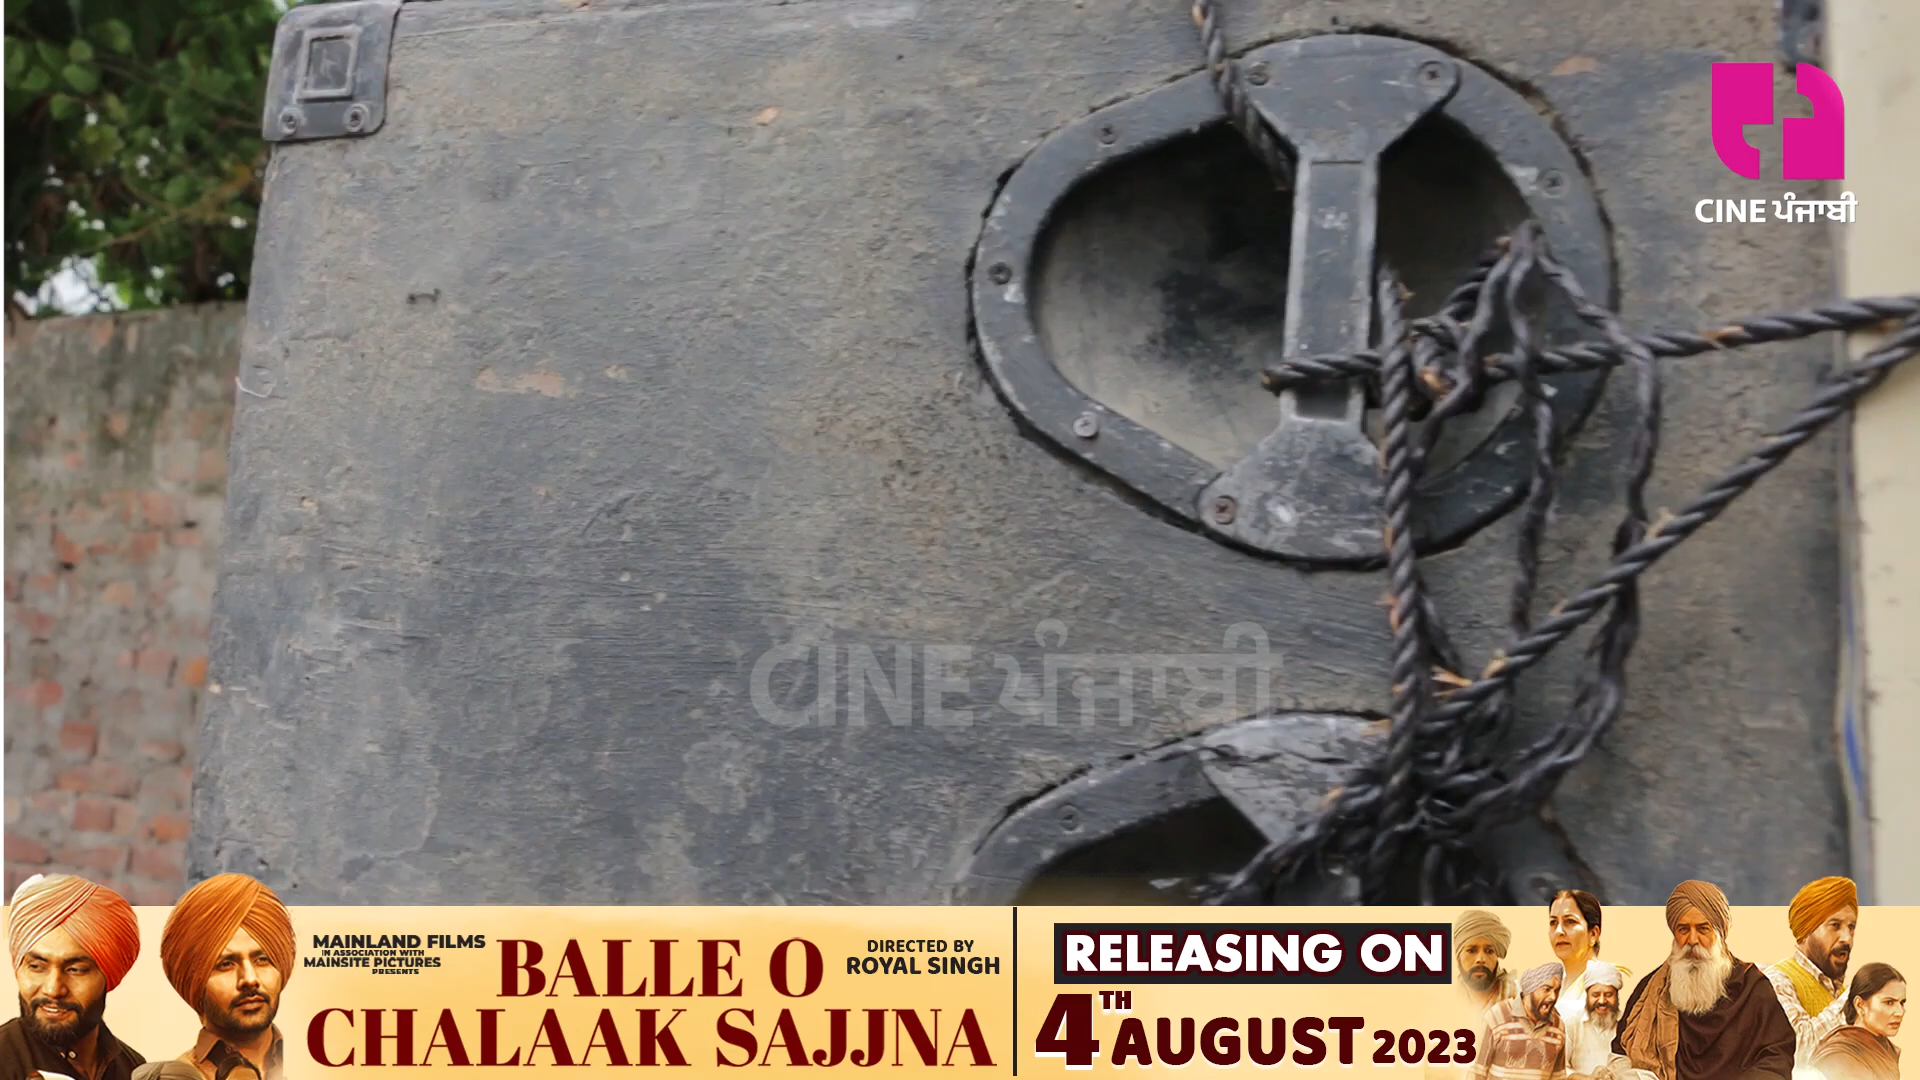 CINE ਪੰਜਾਬੀ
CINE ਪੰਜਾਬੀ
MAINLAND FILMS
IN ASSOCIATION WITH
MAINSITE PICTURES
PRESENTS
BALLE O
CHALAAK SAJJNA
DIRECTED BY
ROYAL SINGH
RELEASING ON
4TH AUGUST 2023